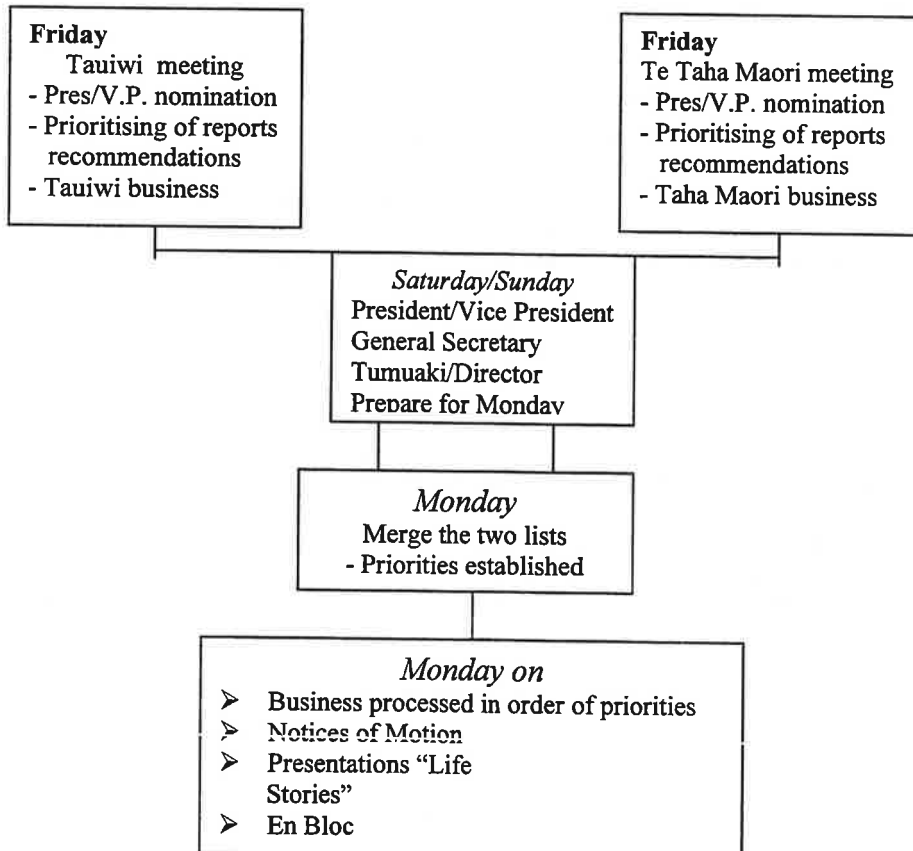 Friday
Tauiwi meeting
- Pres/V.P. nomination
- Prioritising of reports
recommendations
- Tauiwi business
Friday
Te Taha Maori meeting
- Pres/V.P. nomination
- Prioritising of reports
recommendations
- Taha Maori business
Saturday/Sunday
President/Vice President
General Secretary
Tumuaki/Director
Prepare for Monday
Monday
Merge the two lists
- Priorities established
Monday on
➤ Business processed in order of priorities
➤ Notices of Motion
➤ Presentations “Life
Stories”
➤ En Bloc